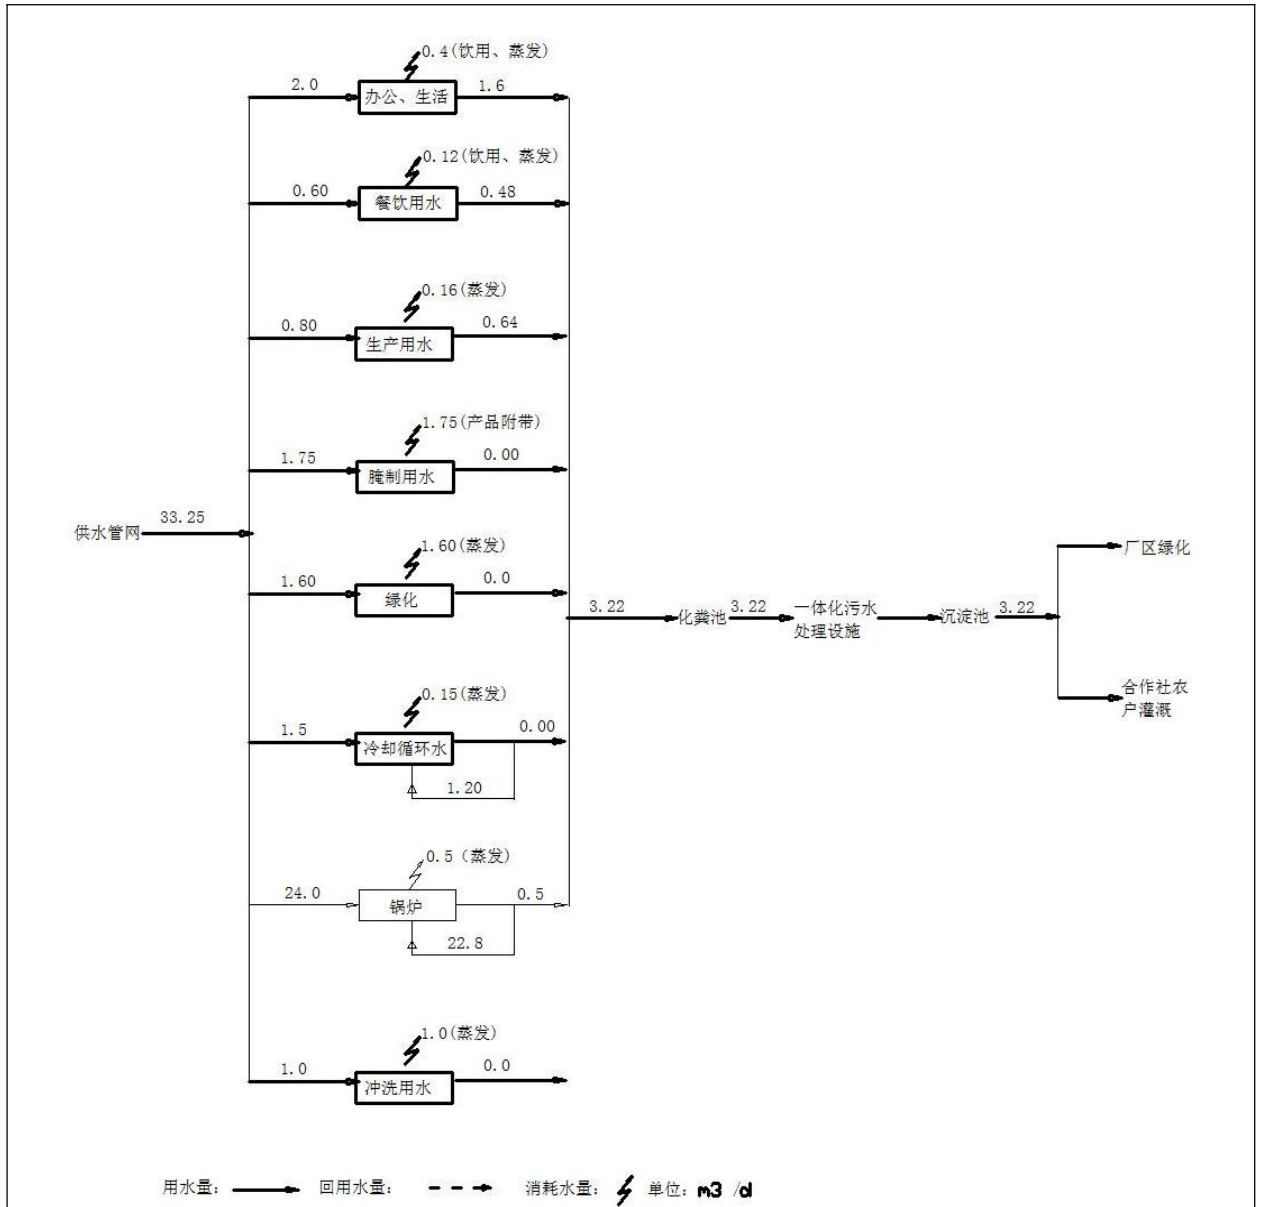 0.4(饮用、蒸发)
2.0
办公、生活
1.6
0.12(饮用、蒸发)
0.60
餐饮用水
0.48
0.16(蒸发)
0.80
生产用水
0.64
1.75(产品附带)
1.75
腌制用水
0.00
供水管网
33.25
1.60(蒸发)
1.60
绿化
0.0
3.22
化粪池
3.22
一体化污水
处理设施
沉淀池
3.22
厂区绿化
合作社农
户灌溉
0.15(蒸发)
1.5
冷却循环水
0.00
1.20
0.5 (蒸发)
24.0
锅炉
0.5
22.8
1.0(蒸发)
1.0
冲洗用水
0.0
用水量: 回用水量: 消耗水量: 单位: m3 /d